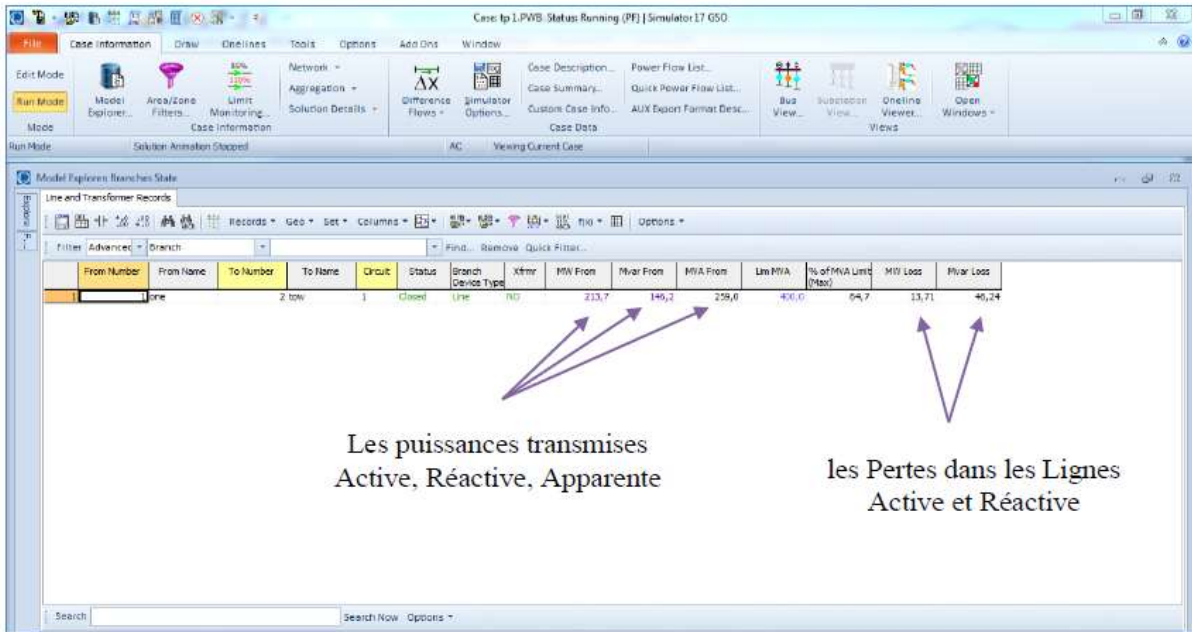 Case: tp 1.PWB Status: Running (PF) | Simulator 17 GSO
File Case Information Draw Onelines Tools Options Add Ons Window
Edit Mode
Run Mode
Mode
Model Explorer...
Area/Zone Filters...
Limit Monitoring...
Network
Aggregation
Solution Details
Case Information
Difference Flows
Simulator Options...
Case Description...
Case Summary...
Custom Case Info...
Power Flow List...
Quick Power Flow List...
AUX Export Format Desc...
Case Data
Bus View...
Substation View...
Oneline Viewer...
Open Windows
Views
Run Mode Solution Animation Stopped AC Viewing Current Case
Model Explorer: Branches State
Explore
Line and Transformer Records
Records Geo Set Columns Options
Filter Advanced Branch Find... Remove Quick Filter...
From Number From Name To Number To Name Circuit Status Branch Device Type Xfrmr MW From Mvar From MVA From Lim MVA % of MVA Limit (Max) MW Loss Mvar Loss
1 1 one 2 tow 1 Closed Line NO 213,7 146,2 259,0 400,0 64,7 13,71 46,24
Les puissances transmises
Active, Réactive, Apparente
les Pertes dans les Lignes
Active et Réactive
Search Search Now Options